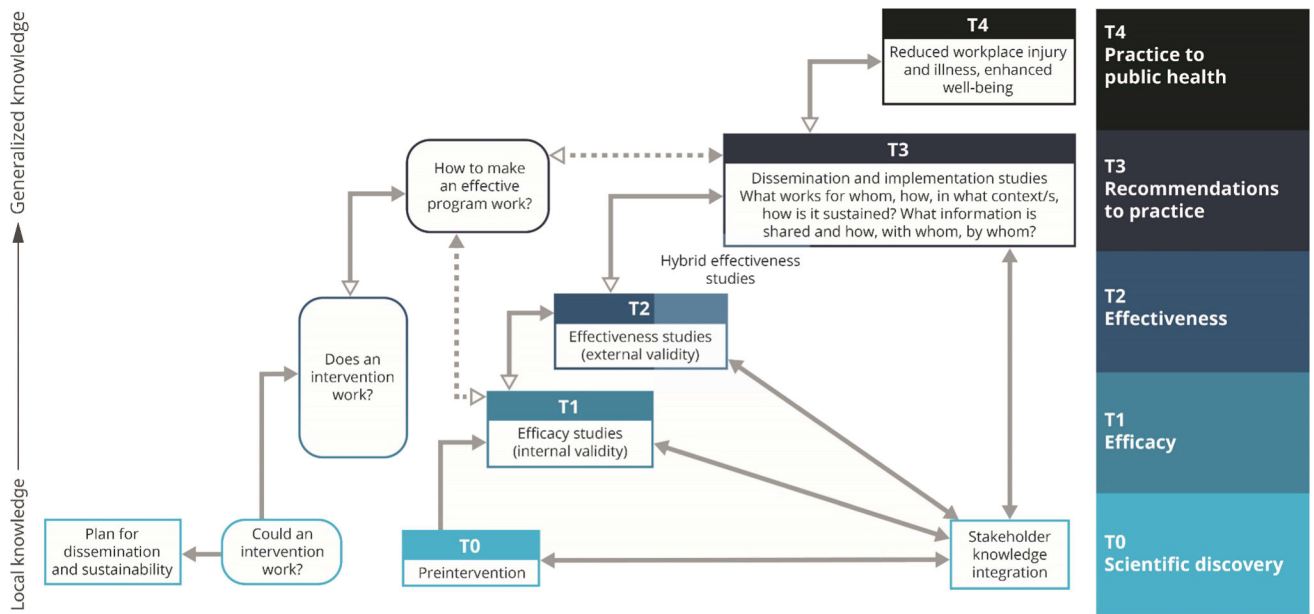 T4
Reduced workplace injury
and illness, enhanced
well-being
T4
Practice to
public health
Generalized knowledge
How to make
an effective
program work?
T3
Dissemination and implementation studies
What works for whom, how, in what context/s,
how is it sustained? What information is
shared and how, with whom, by whom?
T3
Recommendations
to practice
Hybrid effectiveness
studies
T2
Effectiveness studies
(external validity)
T2
Effectiveness
Does an
intervention
work?
T1
Efficacy studies
(internal validity)
T1
Efficacy
Local knowledge
Plan for
dissemination
and sustainability
Could an
intervention
work?
T0
Preintervention
Stakeholder
knowledge
integration
T0
Scientific discovery